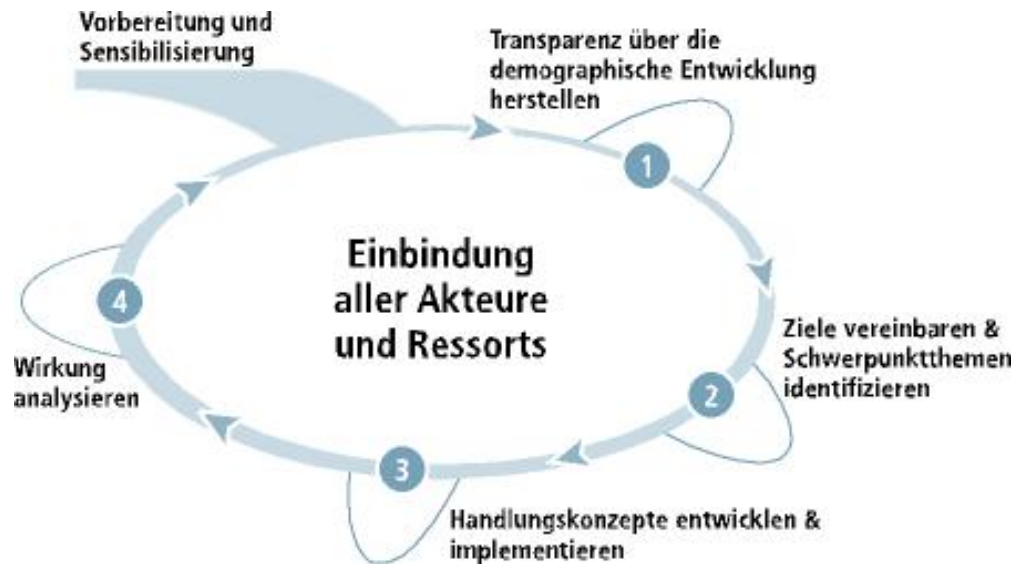 Vorbereitung und
Sensibilisierung
Transparenz über die
demographische Entwicklung
herstellen
1
Einbindung
aller Akteure
und Ressorts
4
Ziele vereinbaren &
Schwerpunktthemen
identifizieren
Wirkung
analysieren
2
3
Handlungskonzepte entwickeln &
implementieren